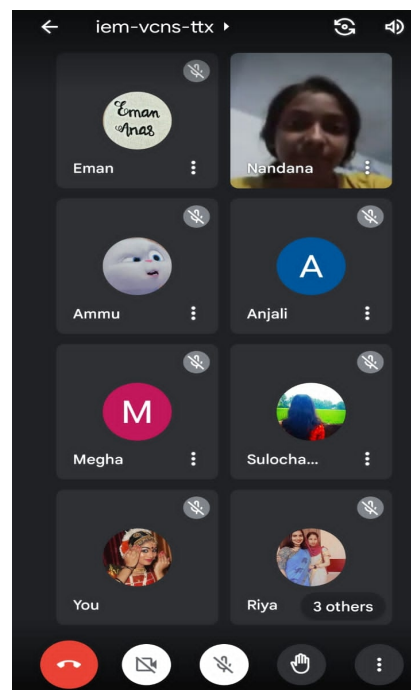 iem-vcns-ttx
Eman
Anas
Eman
Nandana
Ammu
A
Anjali
M
Megha
Sulocha...
You
Riya
3 others